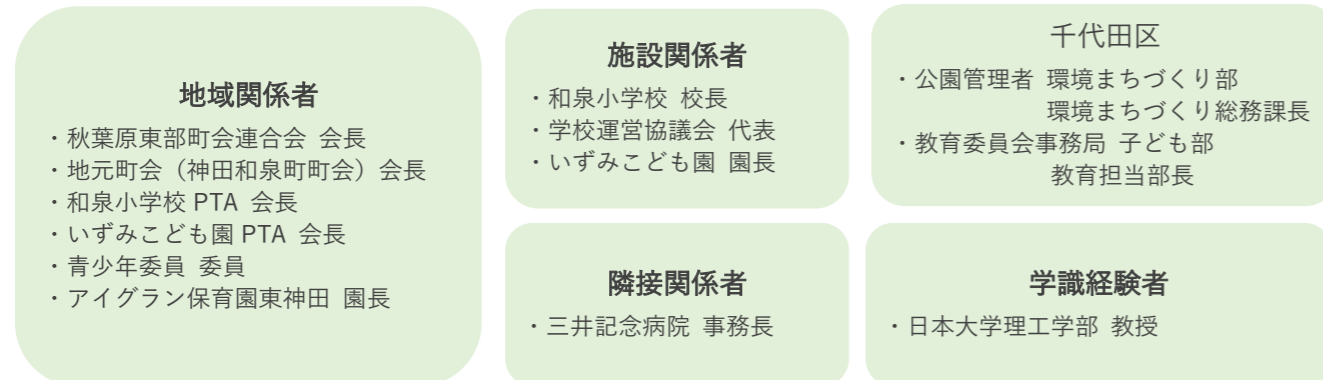 地域関係者
・秋葉原東部町会連合会 会長
・地元町会（神田和泉町町会）会長
・和泉小学校 PTA 会長
・いずみこども園 PTA 会長
・青少年委員 委員
・アイグラン保育園東神田 園長
施設関係者
・和泉小学校 校長
・学校運営協議会 代表
・いずみこども園 園長
千代田区
・公園管理者 環境まちづくり部
環境まちづくり総務課長
・教育委員会事務局 子ども部
教育担当部長
隣接関係者
・三井記念病院 事務長
学識経験者
・日本大学理工学部 教授